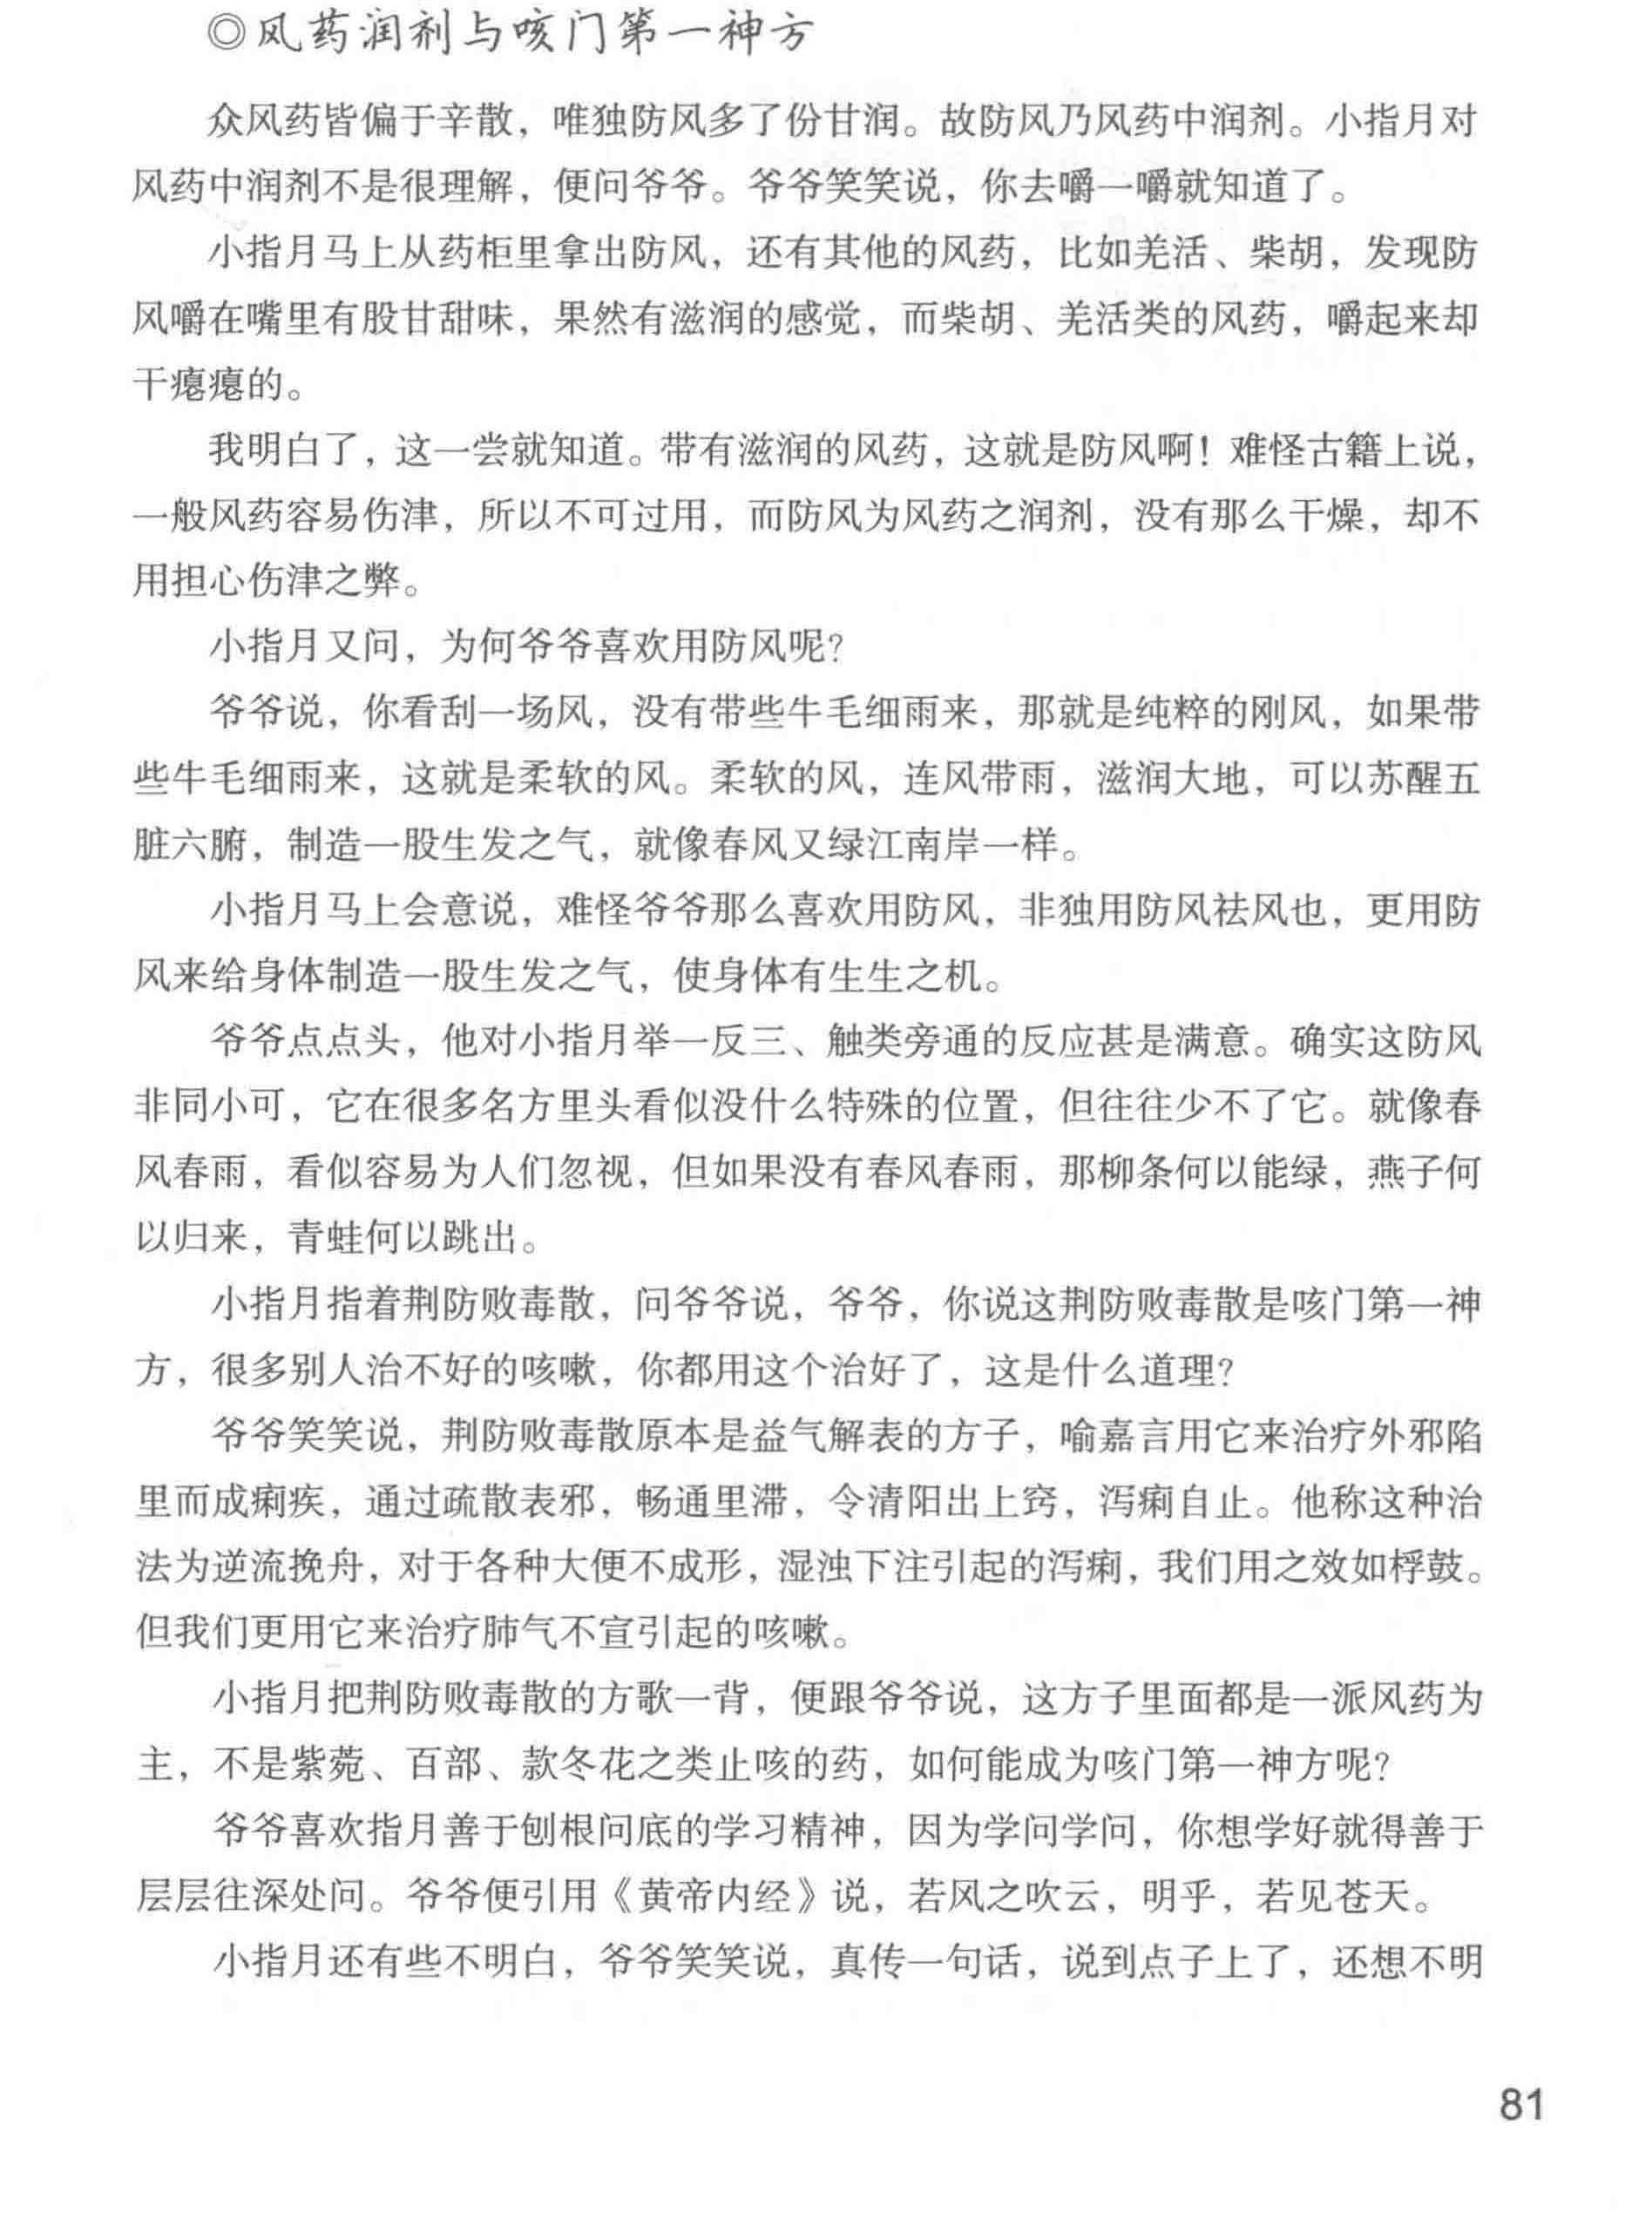 ◎风药润剂与咳门第一神方
众风药皆偏于辛散，唯独防风多了份甘润。故防风乃风药中润剂。小指月对
风药中润剂不是很理解，便问爷爷。爷爷笑笑说，你去嚼一嚼就知道了。
小指月马上从药柜里拿出防风，还有其他的风药，比如羌活、柴胡，发现防
风嚼在嘴里有股甘甜味，果然有滋润的感觉，而柴胡、羌活类的风药，嚼起来却
干瘪瘪的。
我明白了，这一尝就知道。带有滋润的风药，这就是防风啊！难怪古籍上说，
一般风药容易伤津，所以不可过用，而防风为风药之润剂，没有那么干燥，却不
用担心伤津之弊。
小指月又问，为何爷爷喜欢用防风呢？
爷爷说，你看刮一场风，没有带些牛毛细雨来，那就是纯粹的刚风，如果带
些牛毛细雨来，这就是柔软的风。柔软的风，连风带雨，滋润大地，可以苏醒五
脏六腑，制造一股生发之气，就像春风又绿江南岸一样。
小指月马上会意说，难怪爷爷那么喜欢用防风，非独用防风祛风也，更用防
风来给身体制造一股生发之气，使身体有生生之机。
爷爷点点头，他对小指月举一反三、触类旁通的反应甚是满意。确实这防风
非同小可，它在很多名方里头看似没什么特殊的位置，但往往少不了它。就像春
风春雨，看似容易为人们忽视，但如果没有春风春雨，那柳条何以能绿，燕子何
以归来，青蛙何以跳出。
小指月指着荆防败毒散，问爷爷说，爷爷，你说这荆防败毒散是咳门第一神
方，很多别人治不好的咳嗽，你都用这个治好了，这是什么道理？
爷爷笑笑说，荆防败毒散原本是益气解表的方子，喻嘉言用它来治疗外邪陷
里而成痢疾，通过疏散表邪，畅通里滞，令清阳出上窍，泻痢自止。他称这种治
法为逆流挽舟，对于各种大便不成形，湿浊下注引起的泻痢，我们用之效如桴鼓。
但我们更用它来治疗肺气不宣引起的咳嗽。
小指月把荆防败毒散的方歌一背，便跟爷爷说，这方子里面都是一派风药为
主，不是紫菀、百部、款冬花之类止咳的药，如何能成为咳门第一神方呢？
爷爷喜欢指月善于刨根问底的学习精神，因为学问学问，你想学好就得善于
层层往深处问。爷爷便引用《黄帝内经》说，若风之吹云，明乎，若见苍天。
小指月还有些不明白，爷爷笑笑说，真传一句话，说到点子上了，还想不明
81